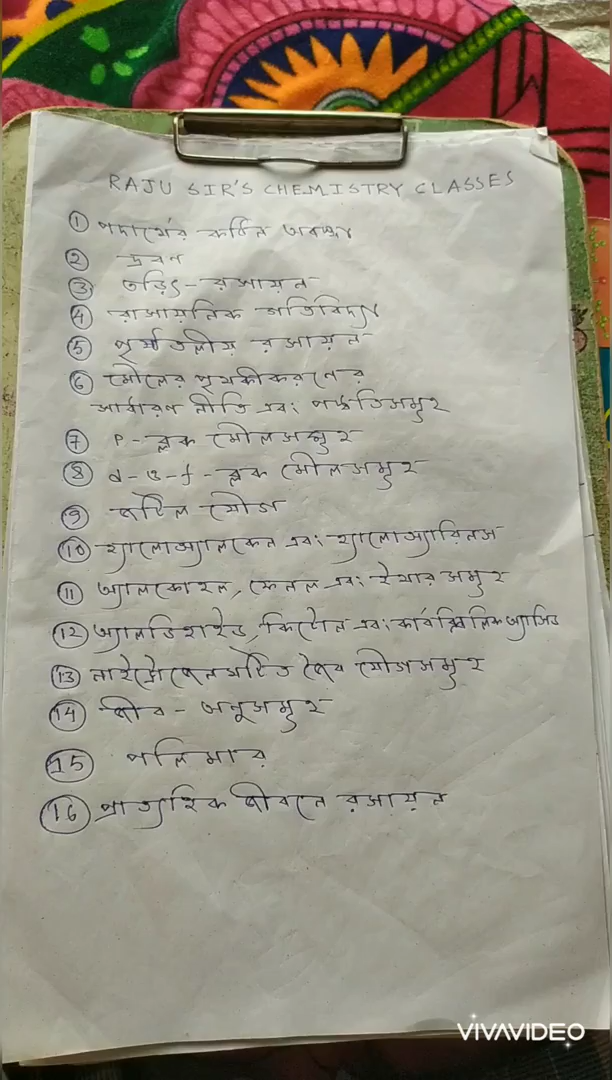 RAJU SIR'S CHEMISTRY CLASSES
① পদার্থের কঠিন অবস্থা
② দ্রবণ
③ তড়িৎ-রসায়ন
④ রাসায়নিক গতিবিদ্যা
⑤ পৃষ্ঠতলীয় রসায়ন
⑥ মৌলের পৃথকীকরণের
সাধারণ নীতি এবং পদ্ধতিসমুহ
⑦ P-ব্লক মৌলসমুহ
⑧ d-ও-f-ব্লক মৌলসমুহ
⑨ জটিল যৌগ
⑩ হ্যালোঅ্যালকেন এবং হ্যালোঅ্যারিনস
⑪ অ্যালকোহল, ফেনল এবং ইথার সমুহ
⑫ অ্যালডিহাইড, কিটোন এবং কার্বক্সিলিক অ্যাসিড
⑬ নাইট্রোজেনঘটিত জৈব যৌগসমুহ
⑭ জীব-অনুসমুহ
⑮ পলিমার
⑯ প্রাত্যহিক জীবনে রসায়ন
VIVAVIDEO